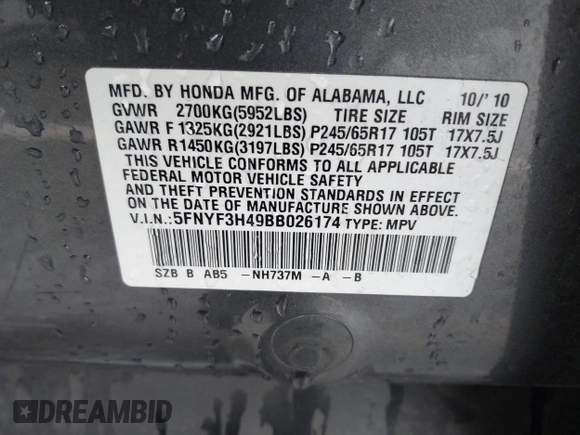 MFD. BY HONDA MFG. OF ALABAMA, LLC 10/'10
GVWR 2700KG(5952LBS) TIRE SIZE RIM SIZE
GAWR F 1325KG(2921LBS) P245/65R17 105T 17X7.5J
GAWR R1450KG(3197LBS) P245/65R17 105T 17X7.5J
THIS VEHICLE CONFORMS TO ALL APPLICABLE
FEDERAL MOTOR VEHICLE SAFETY
AND THEFT PREVENTION STANDARDS IN EFFECT
ON THE DATE OF MANUFACTURE SHOWN ABOVE.
V.I.N.: 5FNYF3H49BB026174 TYPE: MPV
SZB B AB5 -NH737M -A -B
DREAMBID